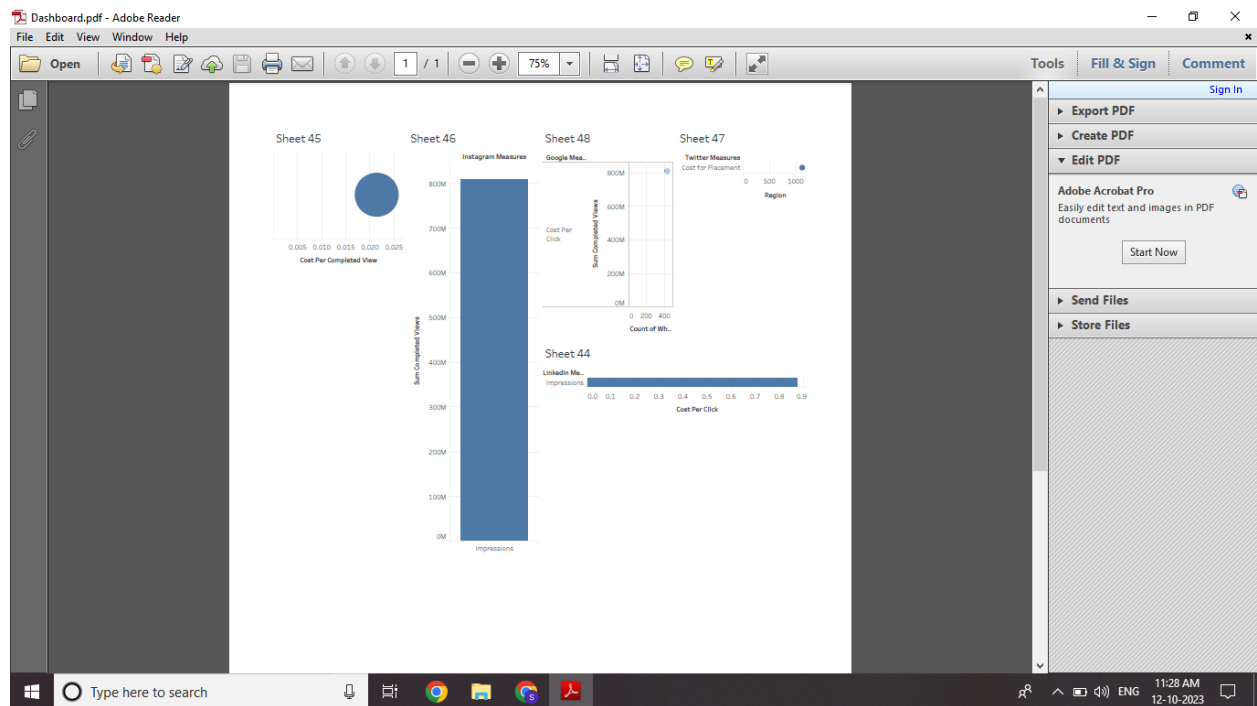 Dashboard.pdf - Adobe Reader
File Edit View Window Help
Open 1 / 1 75% Tools Fill & Sign Comment
Sign In
Export PDF
Create PDF
Edit PDF
Adobe Acrobat Pro
Easily edit text and images in PDF
documents
Start Now
Send Files
Store Files
Sheet 45
0.005 0.010 0.015 0.020 0.025
Cost Per Completed View
Sheet 46
Instagram Measures
Sum Completed Views
800M
700M
600M
500M
400M
300M
200M
100M
0M
Impressions
Sheet 48
Google Mea..
Cost Per
Click
Sum Completed Views
800M
600M
400M
200M
0M
0 200 400
Count of Wh..
Sheet 47
Twitter Measures
Cost for Placement
0 500 1000
Region
Sheet 44
LinkedIn Me..
Impressions
0.0 0.1 0.2 0.3 0.4 0.5 0.6 0.7 0.8 0.9
Cost Per Click
Type here to search
ENG
11:28 AM
12-10-2023